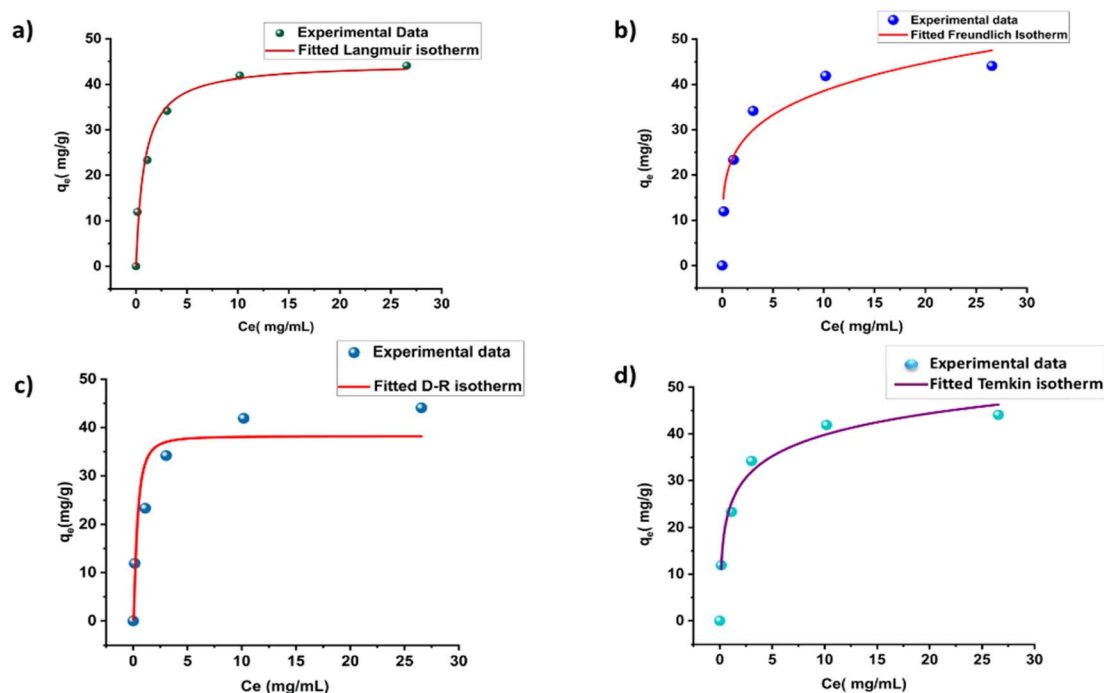 a)
Experimental Data
Fitted Langmuir isotherm
50
40
30
20
10
0
qe( mg/g)
0 5 10 15 20 25 30
Ce( mg/mL)
b)
Experimental data
Fitted Freundlich Isotherm
50
40
30
20
10
0
qe (mg/g)
0 5 10 15 20 25 30
Ce( mg/mL)
c)
Experimental data
Fitted D-R isotherm
50
40
30
20
10
0
qe(mg/g)
0 5 10 15 20 25 30
Ce (mg/mL)
d)
Experimental data
Fitted Temkin isotherm
50
40
30
20
10
0
qe( mg/g)
0 5 10 15 20 25 30
Ce( mg/mL)